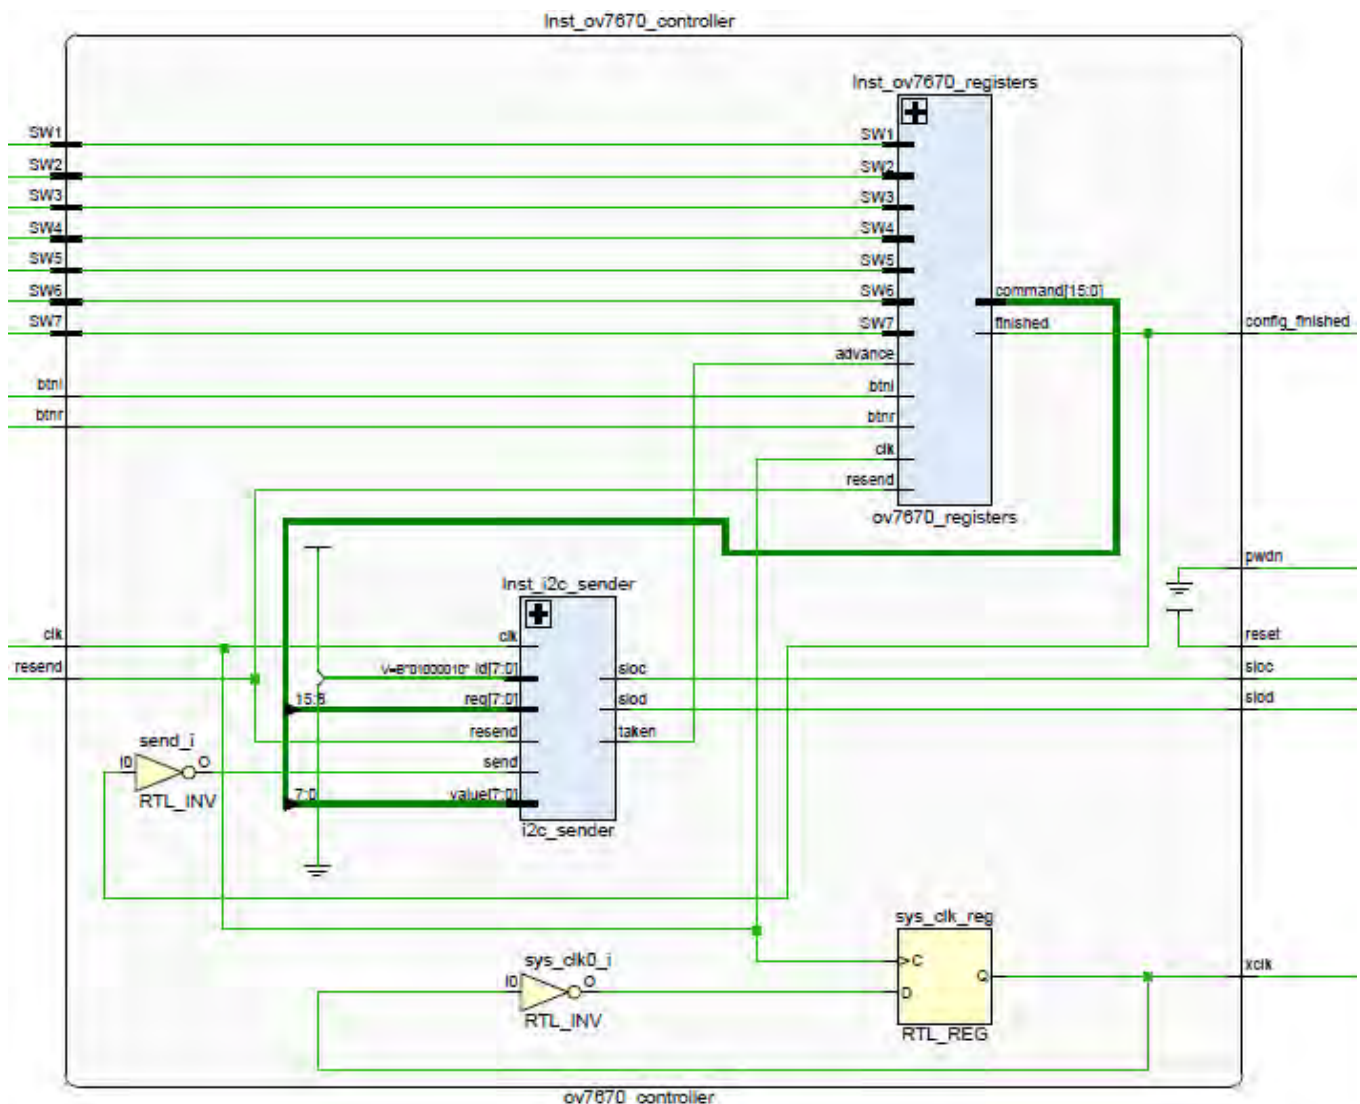 Inst_ov7670_controller
Inst_ov7670_registers
SW1
SW2
SW3
SW4
SW5
SW6
SW7
btnl
btnr
SW1
SW2
SW3
SW4
SW5
SW6
SW7
advance
btnl
btnr
clk
resend
command[15:0]
finished
ov7670_registers
config_finished
pwdn
reset
sioc
siod
xclk
clk
resend
Inst_i2c_sender
clk
V=B"01000010" id[7:0]
15:8
reg[7:0]
resend
send
7:0
value[7:0]
sioc
siod
taken
i2c_sender
send_i
I0
O
RTL_INV
sys_clk0_i
I0
O
RTL_INV
sys_clk_reg
C
D
Q
RTL_REG
ov7670_controller